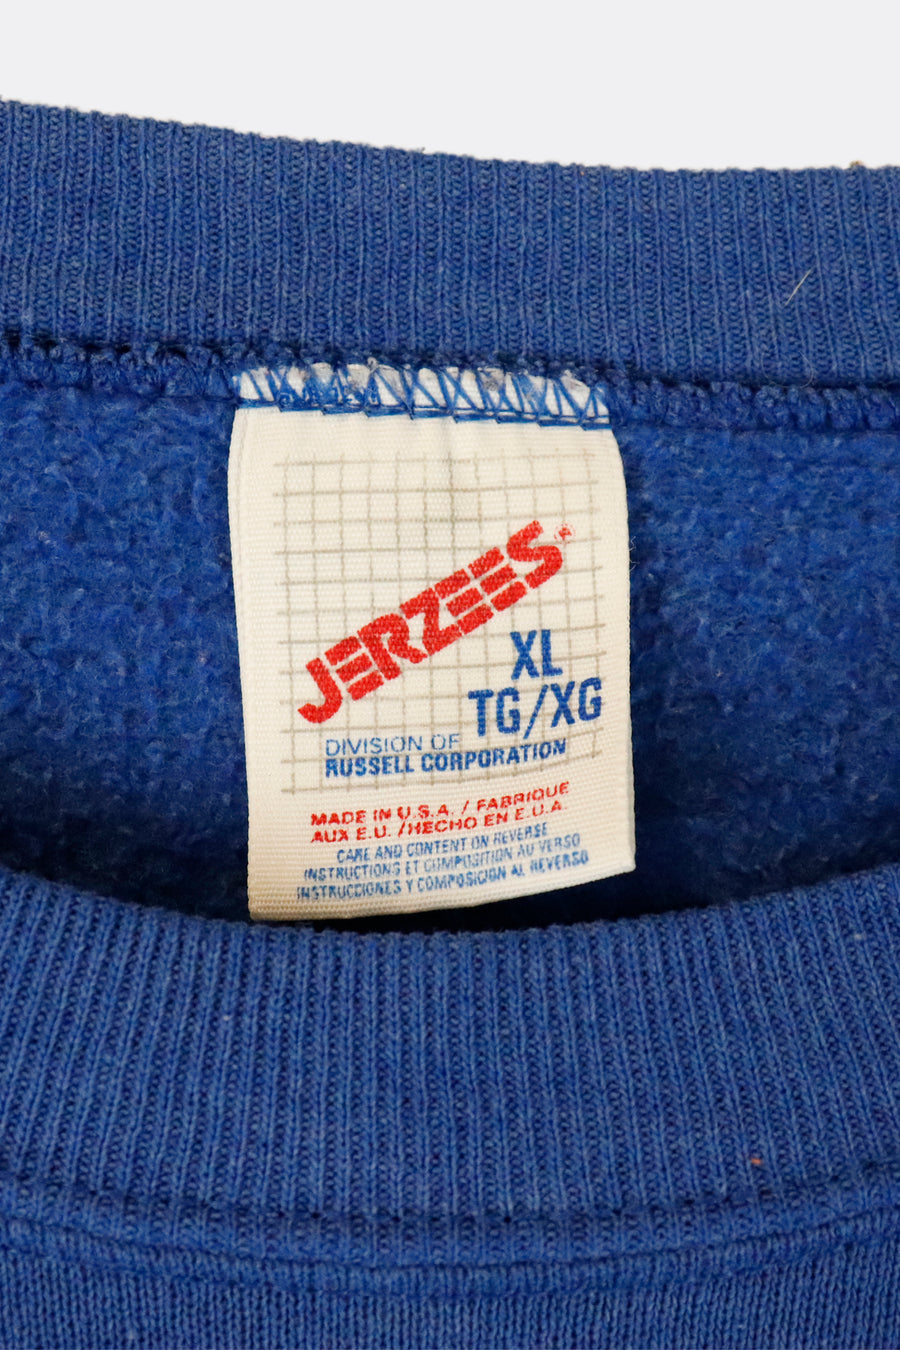 JERZEES®
XL
TG/XG
DIVISION OF
RUSSELL CORPORATION
MADE IN U.S.A. / FABRIQUE
AUX E.U. / HECHO EN E.U.A.
CARE AND CONTENT ON REVERSE
INSTRUCTIONS ET COMPOSITION AU VERSO
INSTRUCCIONES Y COMPOSICION AL REVERSO